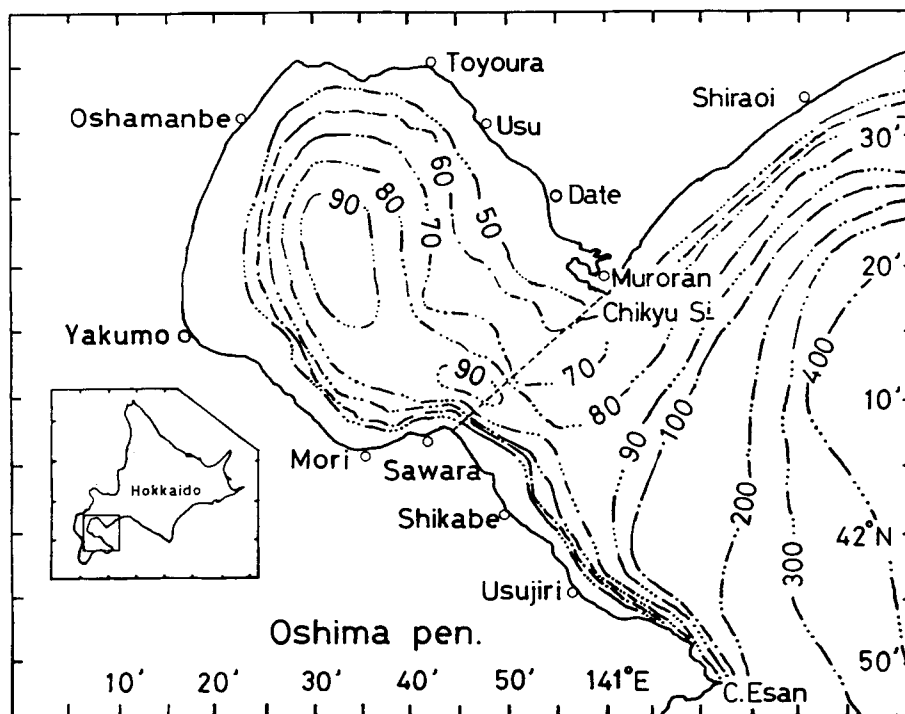 Toyoura
Shiraoi
Oshamanbe
Usu
30'
60
90
80
50
Date
70
20'
Muroran
Chikyu St.
Yakumo
400
90
70
80
90
100
10'
Mori
Sawara
Hokkaido
200
Shikabe
42°N
300
Usujiri
Oshima pen.
50'
10'
20'
30'
40'
50'
141°E
C.Esan